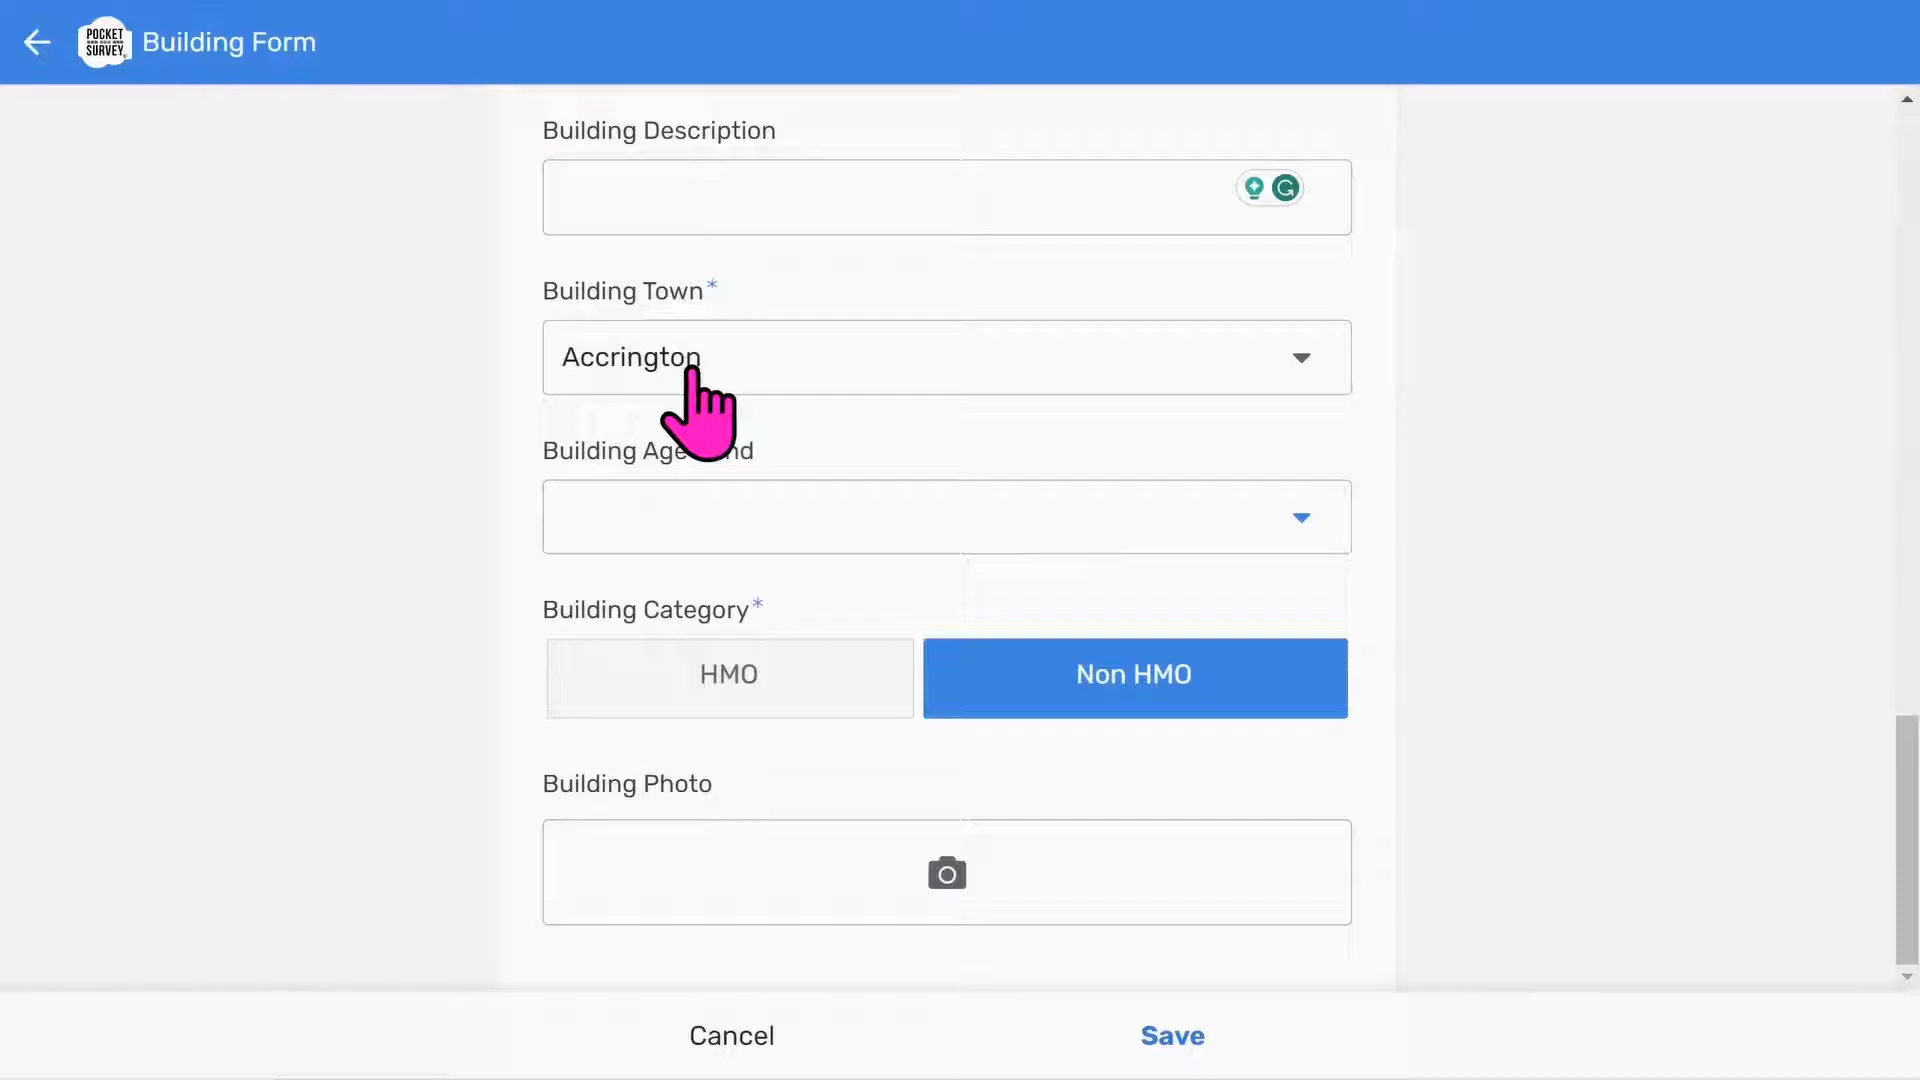 POCKET
SURVEY
Building Form
Building Description
Building Town*
Accrington
Building Age
Building Category*
HMO
Non HMO
Building Photo
Cancel
Save